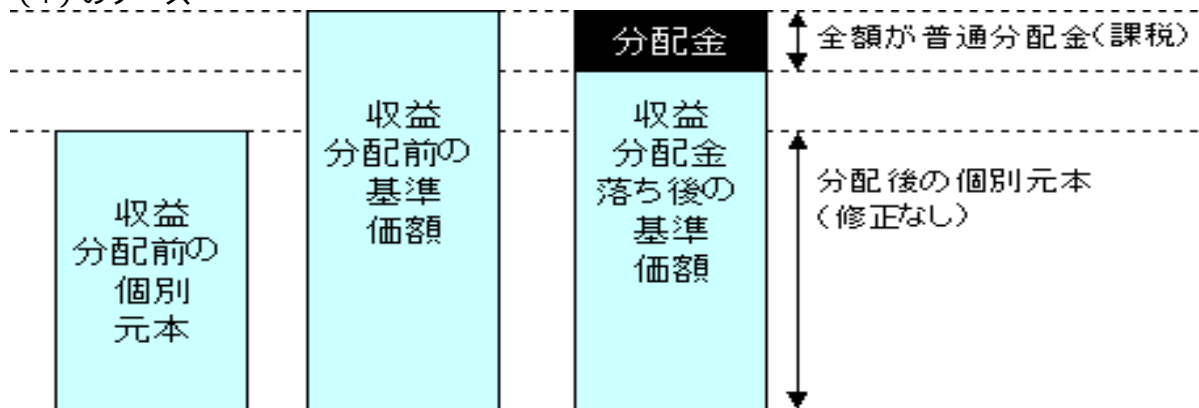 分配金
全額が普通分配金(課税)
収益
分配前の
個別
元本
収益
分配前の
基準
価額
収益
分配金
落ち後の
基準
価額
分配後の個別元本
(修正なし)